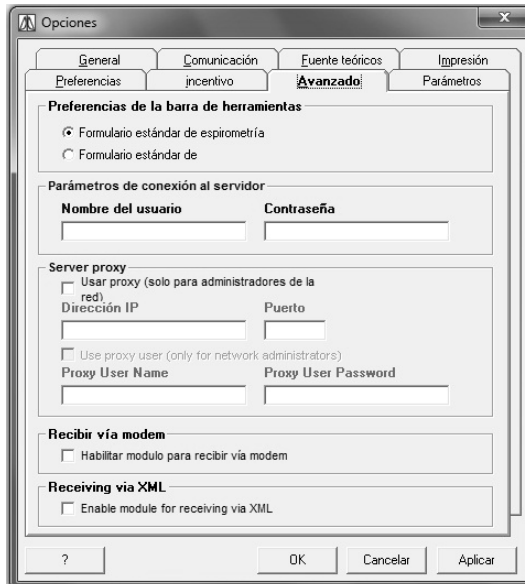 Opciones
x
General Comunicación Fuente teóricos Impresión
Preferencias incentivo Avanzado Parámetros
Preferencias de la barra de herramientas
Formulario estándar de espirometría
Formulario estándar de
Parámetros de conexión al servidor
Nombre del usuario Contraseña
Server proxy
Usar proxy (solo para administradores de la
red)
Dirección IP Puerto
Use proxy user (only for network administrators)
Proxy User Name Proxy User Password
Recibir vía modem
Habilitar modulo para recibir vía modem
Receiving via XML
Enable module for receiving via XML
? OK Cancelar Aplicar